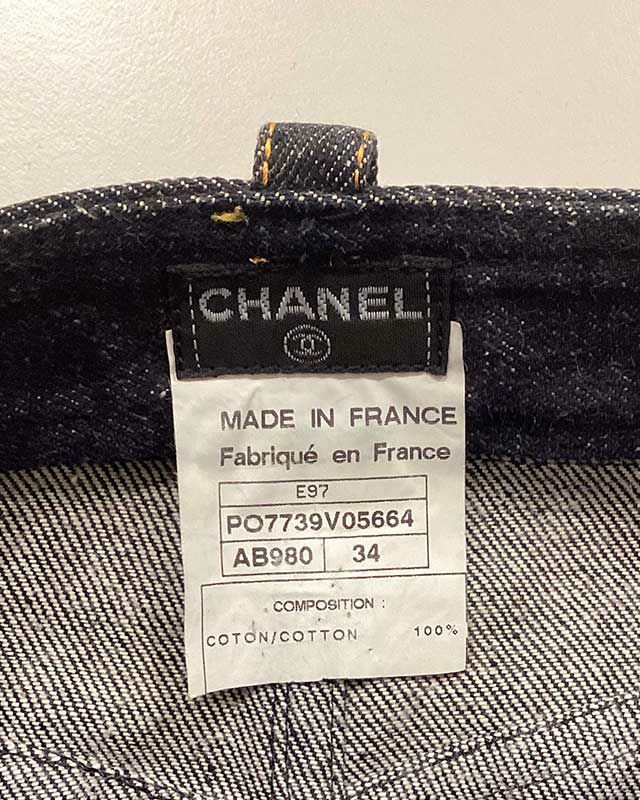 CHANEL
MADE IN FRANCE
Fabriqué en France
E97
PO7739V05664
AB980 34
COMPOSITION :
COTON/COTTON 100%